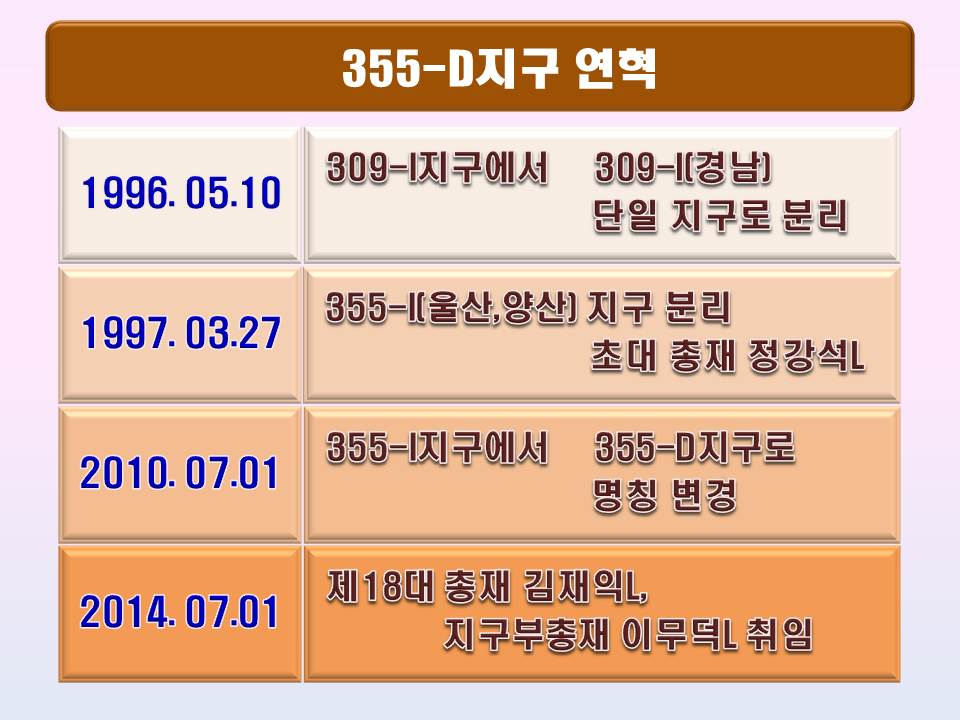 355-D지구 연혁
1996. 05.10
309-I지구에서 309-I(경남)
단일 지구로 분리
1997. 03.27
355-I(울산,양산) 지구 분리
초대 총재 정강석L
2010. 07.01
355-I지구에서 355-D지구로
명칭 변경
2014. 07.01
제18대 총재 김재익L,
지구부총재 이무덕L 취임